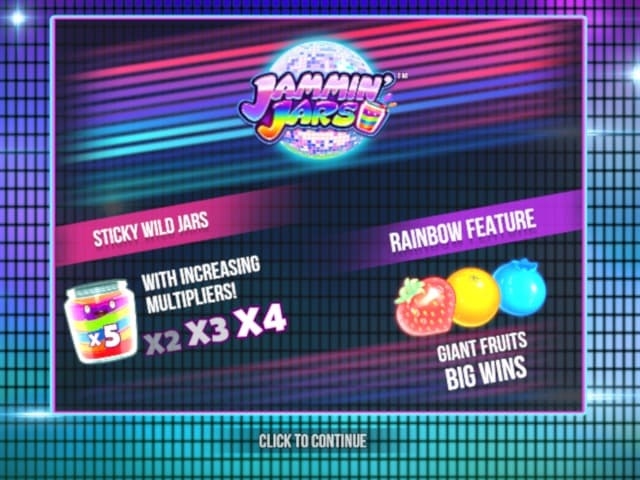 JAMMIN'
JARS
STICKY WILD JARS
WITH INCREASING
MULTIPLIERS!
x5
X2 X3 X4
RAINBOW FEATURE
GIANT FRUITS
BIG WINS
CLICK TO CONTINUE